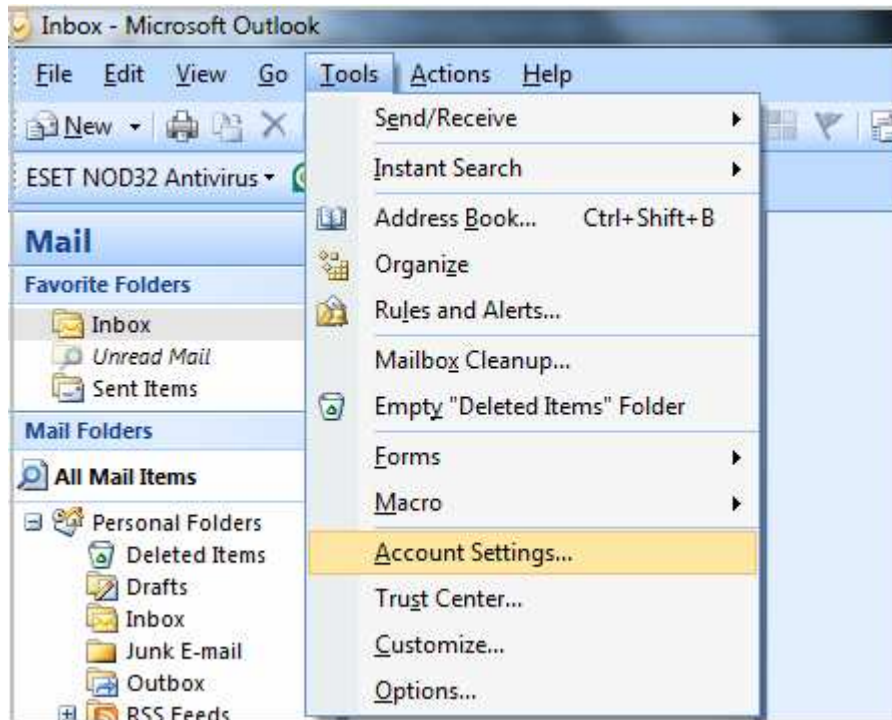 Inbox - Microsoft Outlook
File Edit View Go Tools Actions Help
New
ESET NOD32 Antivirus
Send/Receive
Instant Search
Address Book... Ctrl+Shift+B
Organize
Rules and Alerts...
Mailbox Cleanup...
Empty "Deleted Items" Folder
Forms
Macro
Account Settings...
Trust Center...
Customize...
Options...
Mail
Favorite Folders
Inbox
Unread Mail
Sent Items
Mail Folders
All Mail Items
Personal Folders
Deleted Items
Drafts
Inbox
Junk E-mail
Outbox
RSS Feeds